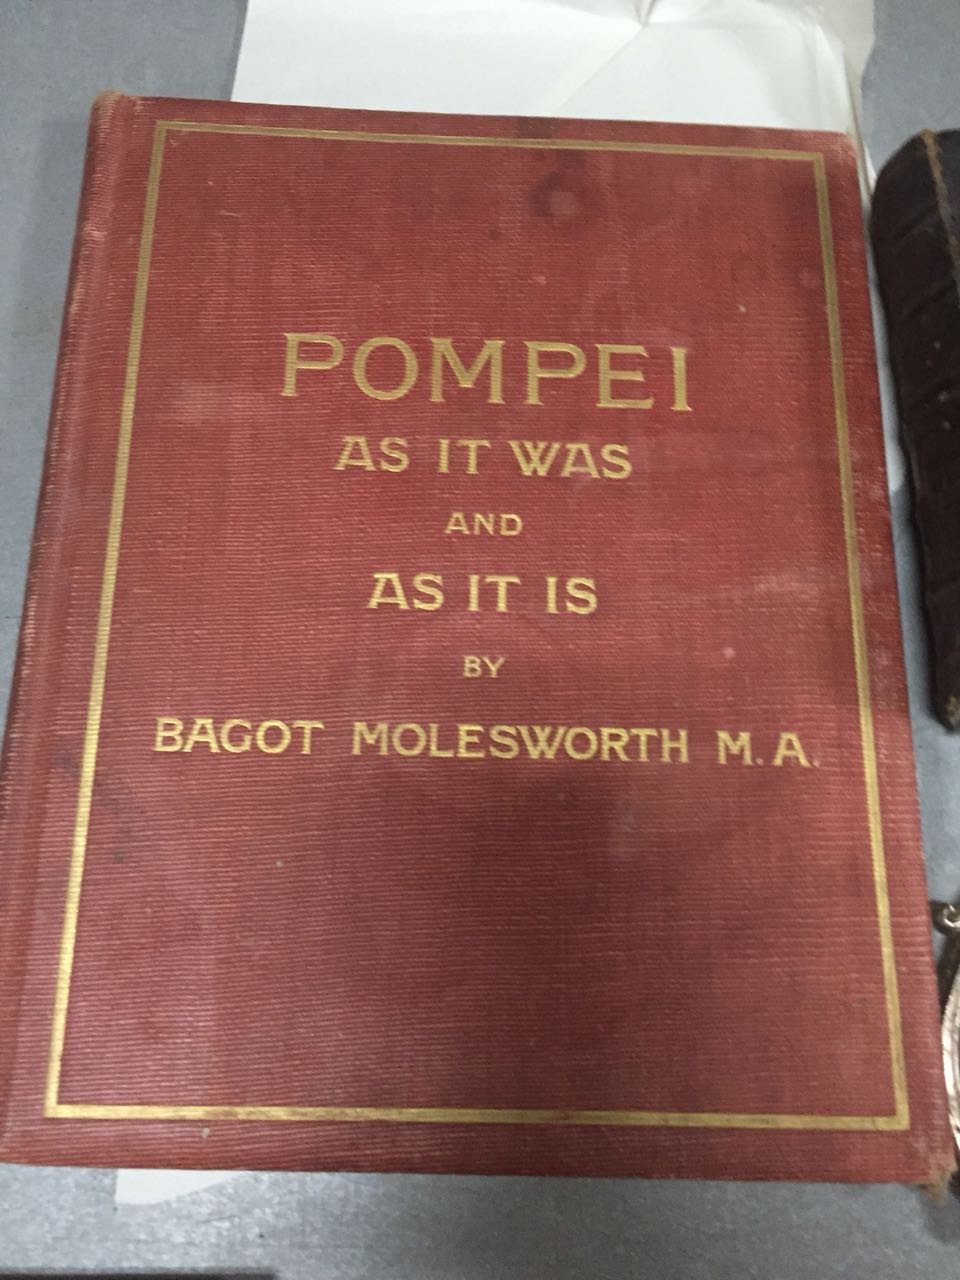 POMPEI
AS IT WAS
AND
AS IT IS
BY
BAGOT MOLESWORTH M.A.